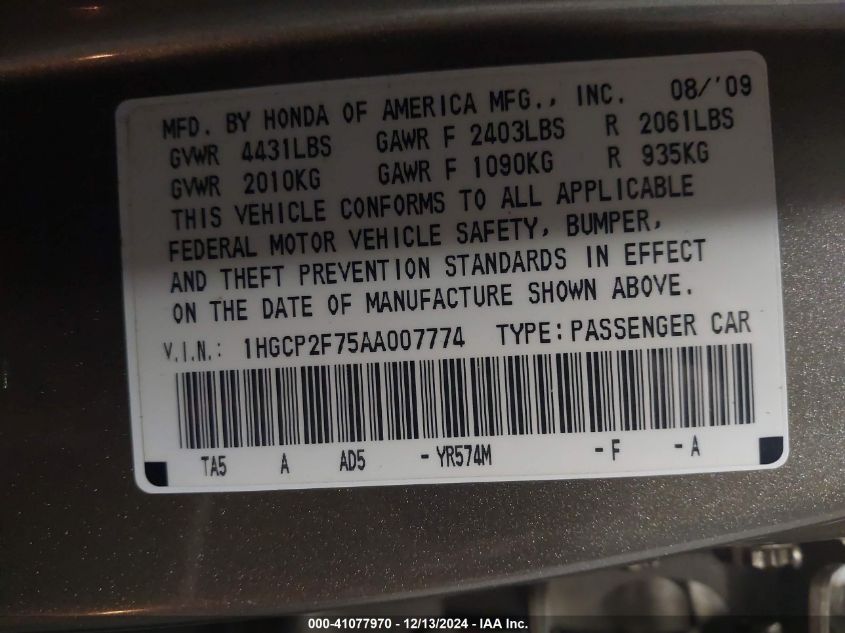 MFD. BY HONDA OF AMERICA MFG., INC. 08/'09
GVWR 4431LBS GAWR F 2403LBS R 2061LBS
GVWR 2010KG GAWR F 1090KG R 935KG
THIS VEHICLE CONFORMS TO ALL APPLICABLE
FEDERAL MOTOR VEHICLE SAFETY, BUMPER,
AND THEFT PREVENTION STANDARDS IN EFFECT
ON THE DATE OF MANUFACTURE SHOWN ABOVE.
V.I.N.: 1HGCP2F75AA007774 TYPE: PASSENGER CAR
TA5 A AD5 - YR574M - F - A
000-41077970 - 12/13/2024 - IAA Inc.